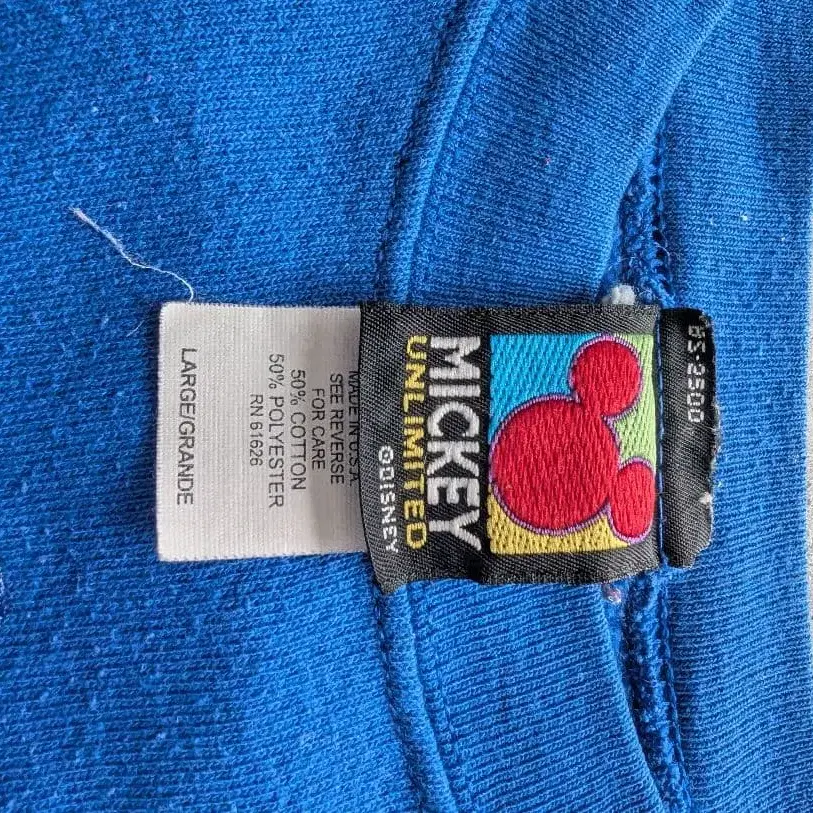 BS-2500
MICKEY
UNLIMITED
©DISNEY
MADE IN U.S.A.
SEE REVERSE
FOR CARE
50% COTTON
50% POLYESTER
RN 61626
LARGE/GRANDE